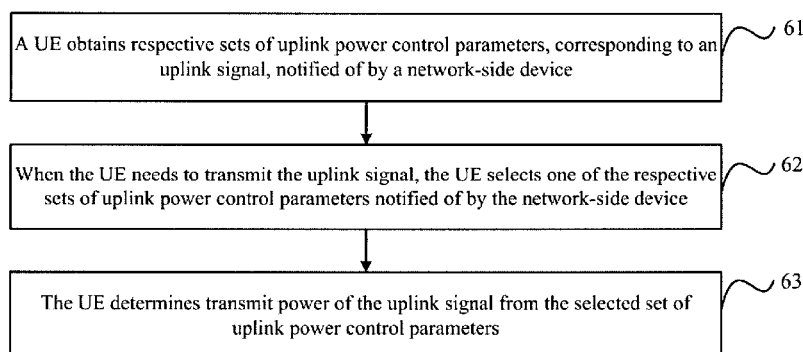 A UE obtains respective sets of uplink power control parameters, corresponding to an
uplink signal, notified of by a network-side device
61
When the UE needs to transmit the uplink signal, the UE selects one of the respective
sets of uplink power control parameters notified of by the network-side device
62
The UE determines transmit power of the uplink signal from the selected set of
uplink power control parameters
63